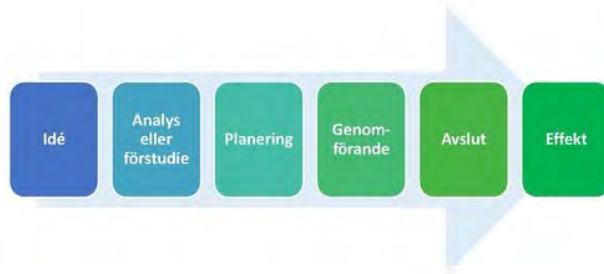 Idé
Analys
eller
förstudie
Planering
Genom-
förande
Avslut
Effekt